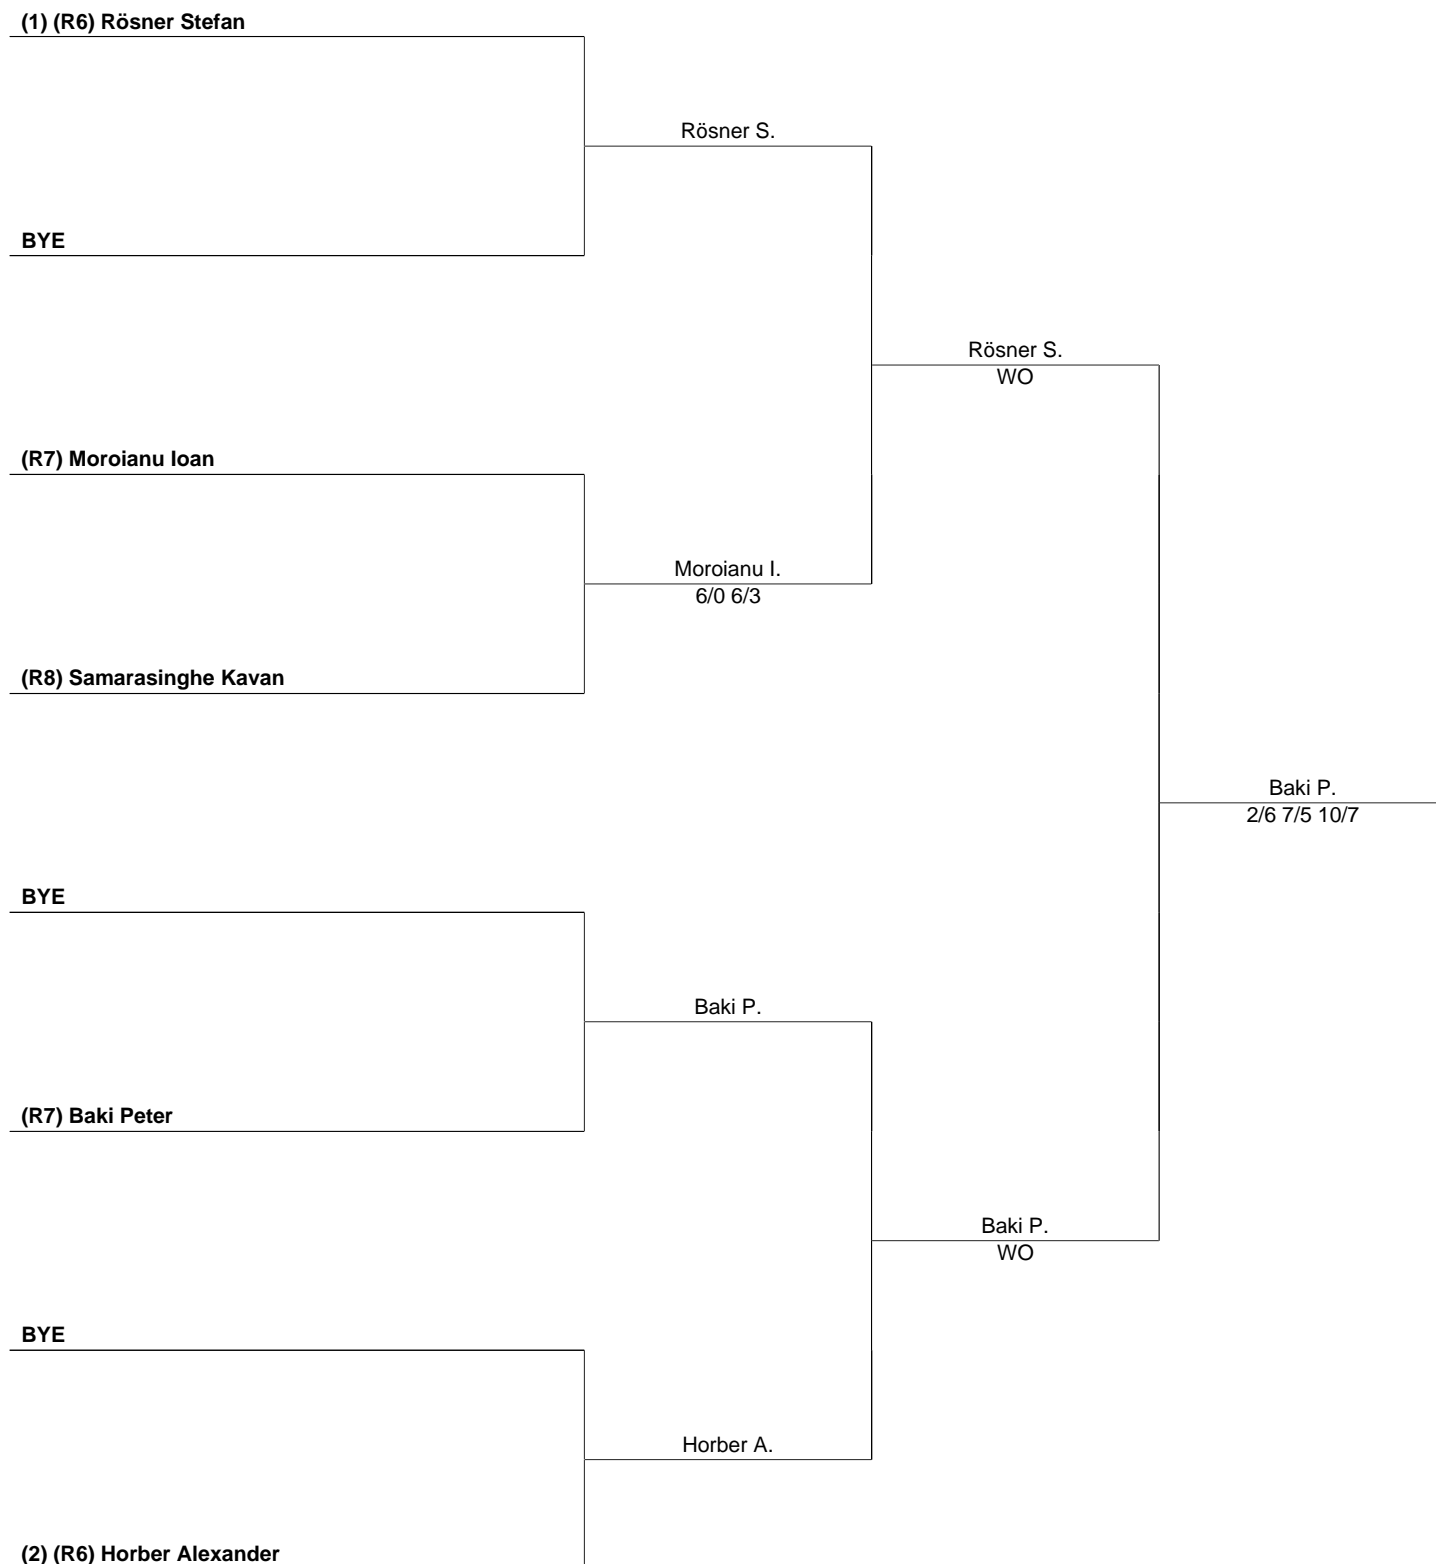 (1) (R6) Rösner Stefan
Rösner S.
BYE
Rösner S.
WO
(R7) Moroianu Ioan
Moroianu I.
6/0 6/3
(R8) Samarasinghe Kavan
Baki P.
2/6 7/5 10/7
BYE
Baki P.
(R7) Baki Peter
Baki P.
WO
BYE
Horber A.
(2) (R6) Horber Alexander